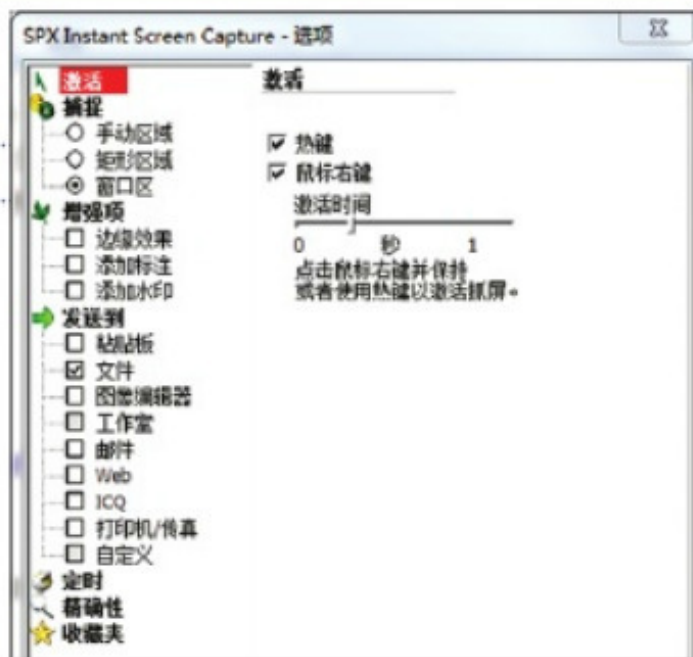 SPX Instant Screen Capture - 选项
激活
捕捉
手动区域
矩形区域
窗口区
增强项
边缘效果
添加标注
添加水印
发送到
粘贴板
文件
图像编辑器
工作室
邮件
Web
ICQ
打印机/传真
自定义
定时
精确性
收藏夹
激活
热键
鼠标右键
激活时间
0 秒 1
点击鼠标右键并保持
或者使用热键以激活抓屏。